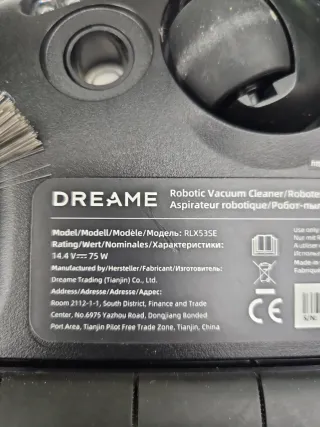 DREAME
Robotic Vacuum Cleaner/Robote
Aspirateur robotique/Робот-пыл
Model/Modell/Modèle/Модель: RLX53SE
Rating/Wert/Nominales/Характеристики:
14.4 V⎓ 75 W
Manufactured by/Hersteller/Fabricant/Изготовитель:
Dreame Trading (Tianjin) Co., Ltd.
Address/Adresse/Adresse/Адрес:
Room 2112-1-1, South District, Finance and Trade
Center, No.6975 Yazhou Road, Dongjiang Bonded
Port Area, Tianjin Pilot Free Trade Zone, Tianjin, China
Use only
CE
S/N: